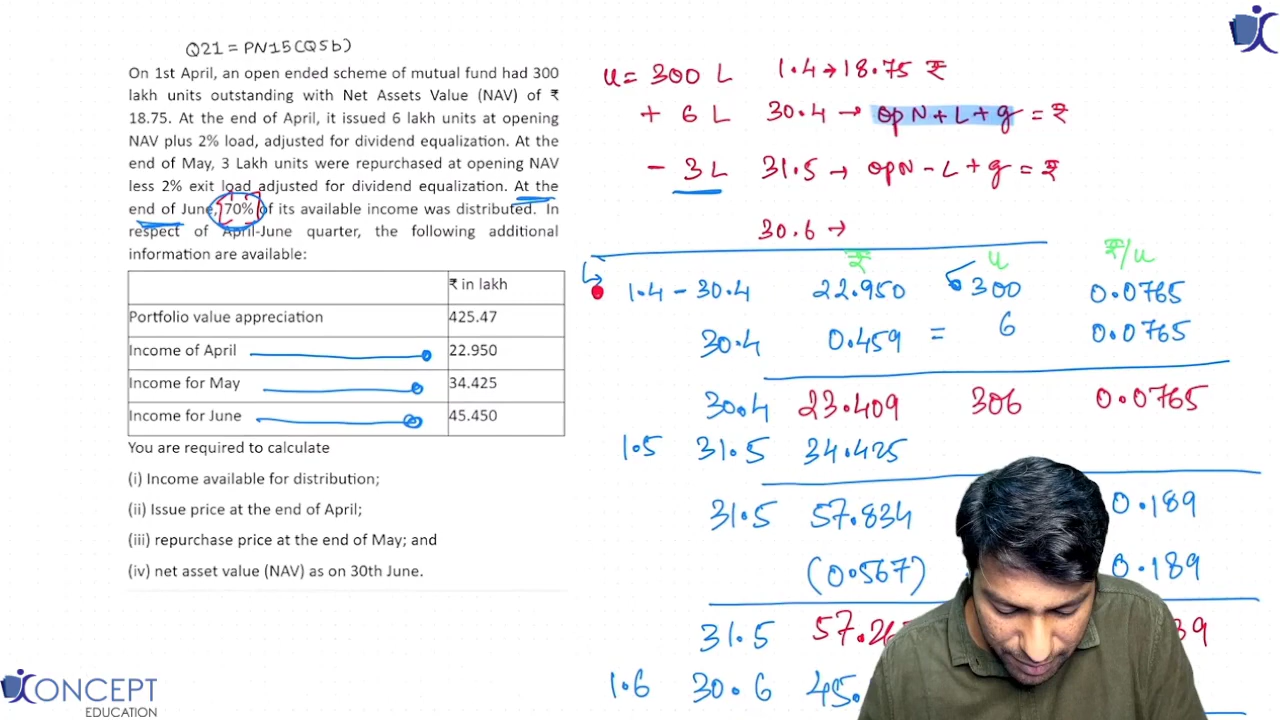 Q21 = PN15(Q5b)
On 1st April, an open ended scheme of mutual fund had 300
lakh units outstanding with Net Assets Value (NAV) of ₹
18.75. At the end of April, it issued 6 lakh units at opening
NAV plus 2% load, adjusted for dividend equalization. At the
end of May, 3 Lakh units were repurchased at opening NAV
less 2% exit load adjusted for dividend equalization. At the
end of June, 70% of its available income was distributed. In
respect of April-June quarter, the following additional
information are available:
₹ in lakh
Portfolio value appreciation 425.47
Income of April 22.950
Income for May 34.425
Income for June 45.450
You are required to calculate
(i) Income available for distribution;
(ii) Issue price at the end of April;
(iii) repurchase price at the end of May; and
(iv) net asset value (NAV) as on 30th June.
u = 300 L 1.4 → 18.75 ₹
+ 6 L 30.4 → opN + L + g = ₹
- 3 L 31.5 → opN - L + g = ₹
30.6 →
₹ u ₹/u
1.4 - 30.4 22.950 300 0.0765
30.4 0.459 = 6 0.0765
30.4 23.409 306 0.0765
1.5 31.5 34.425
31.5 57.834 0.189
(0.567) 0.189
31.5 57.26
1.6 30.6 45.
CONCEPT
EDUCATION